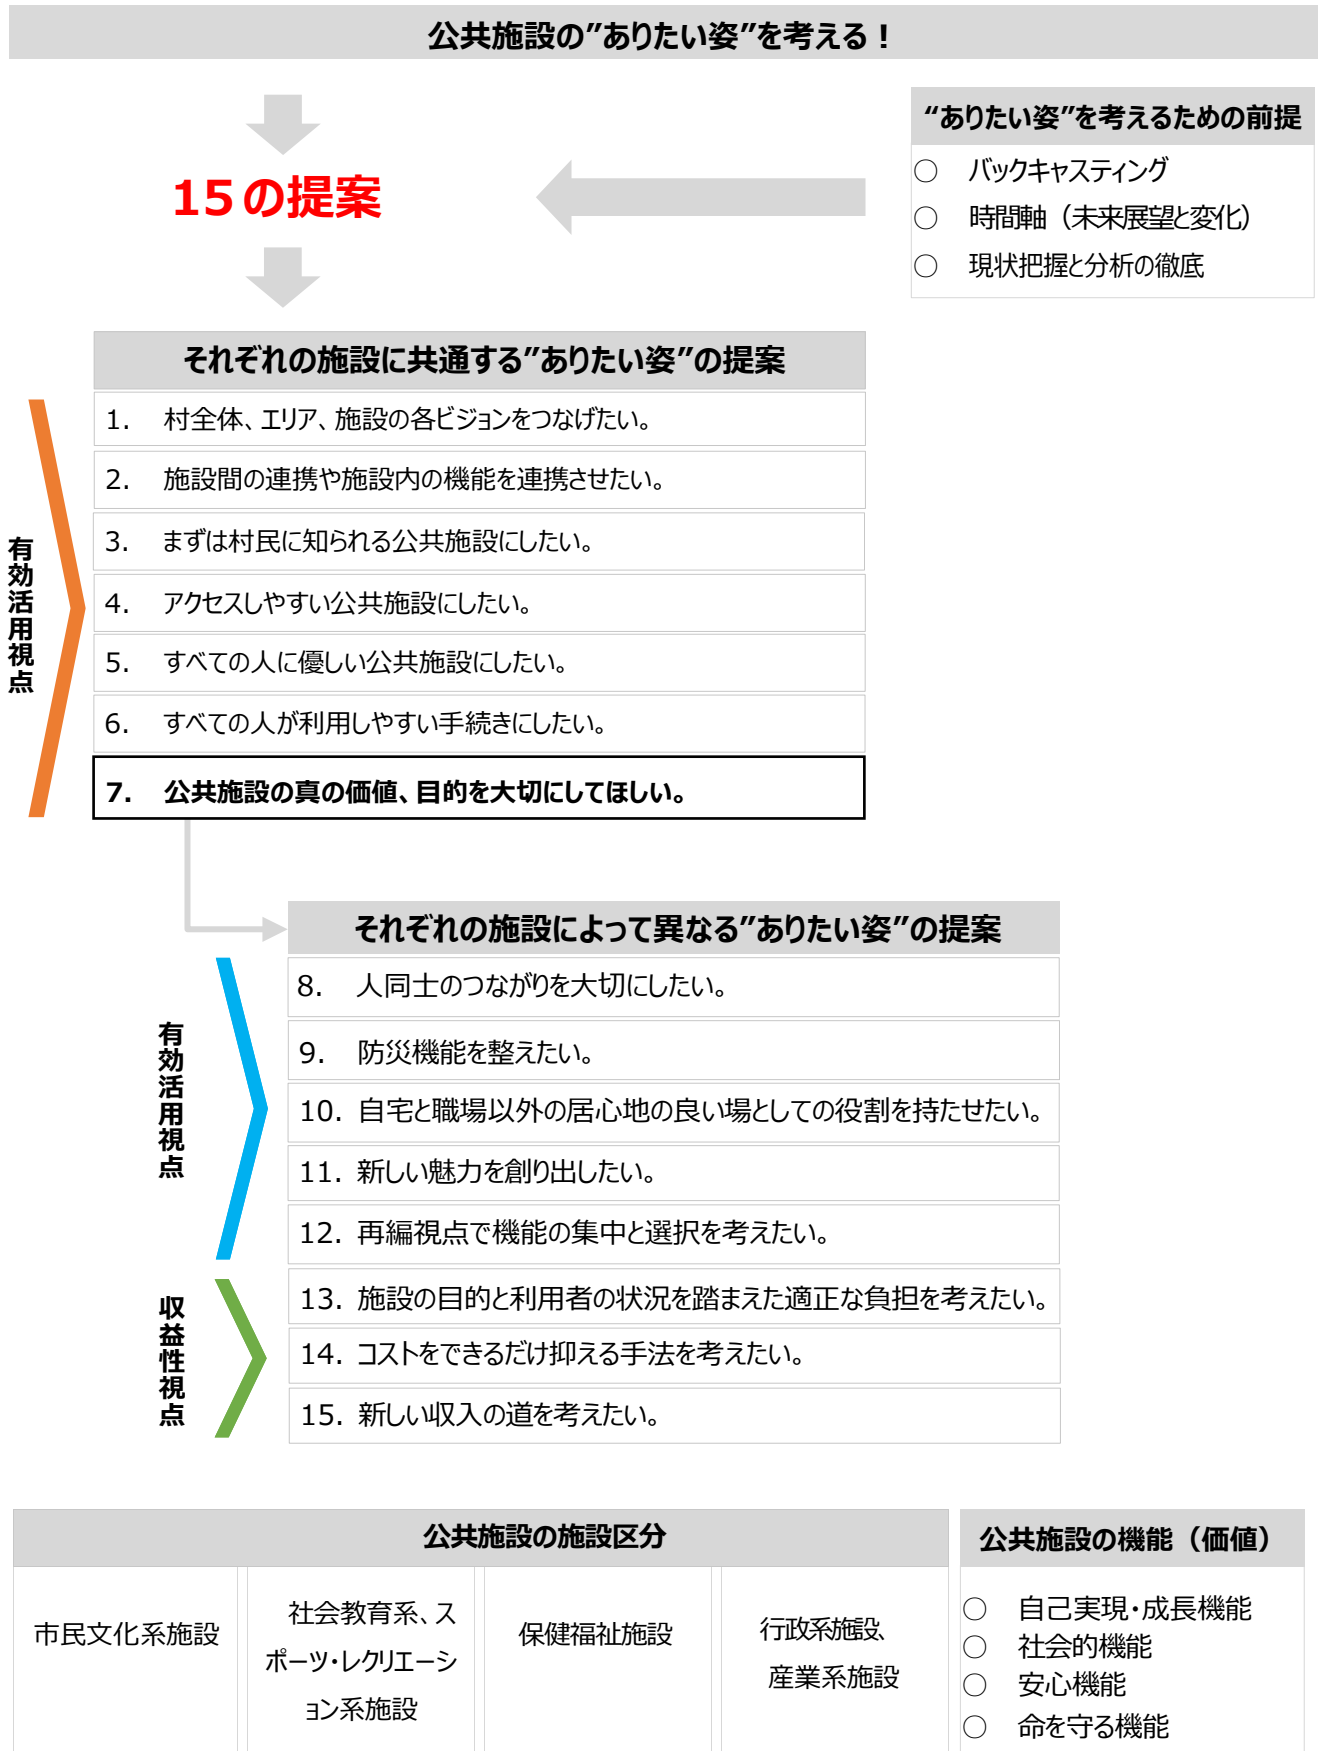 公共施設の”ありたい姿”を考える！
“ありたい姿”を考えるための前提
○ バックキャスティング
○ 時間軸（未来展望と変化）
○ 現状把握と分析の徹底
15の提案
それぞれの施設に共通する”ありたい姿”の提案
有効活用視点
1. 村全体、エリア、施設の各ビジョンをつなげたい。
2. 施設間の連携や施設内の機能を連携させたい。
3. まずは村民に知られる公共施設にしたい。
4. アクセスしやすい公共施設にしたい。
5. すべての人に優しい公共施設にしたい。
6. すべての人が利用しやすい手続きにしたい。
7. 公共施設の真の価値、目的を大切にしてほしい。
それぞれの施設によって異なる”ありたい姿”の提案
有効活用視点
8. 人同士のつながりを大切にしたい。
9. 防災機能を整えたい。
10. 自宅と職場以外の居心地の良い場としての役割を持たせたい。
11. 新しい魅力を創り出したい。
12. 再編視点で機能の集中と選択を考えたい。
収益性視点
13. 施設の目的と利用者の状況を踏まえた適正な負担を考えたい。
14. コストをできるだけ抑える手法を考えたい。
15. 新しい収入の道を考えたい。
公共施設の施設区分
市民文化系施設
社会教育系、ス
ポーツ・レクリエーシ
ョン系施設
保健福祉施設
行政系施設、
産業系施設
公共施設の機能（価値）
○ 自己実現・成長機能
○ 社会的機能
○ 安心機能
○ 命を守る機能